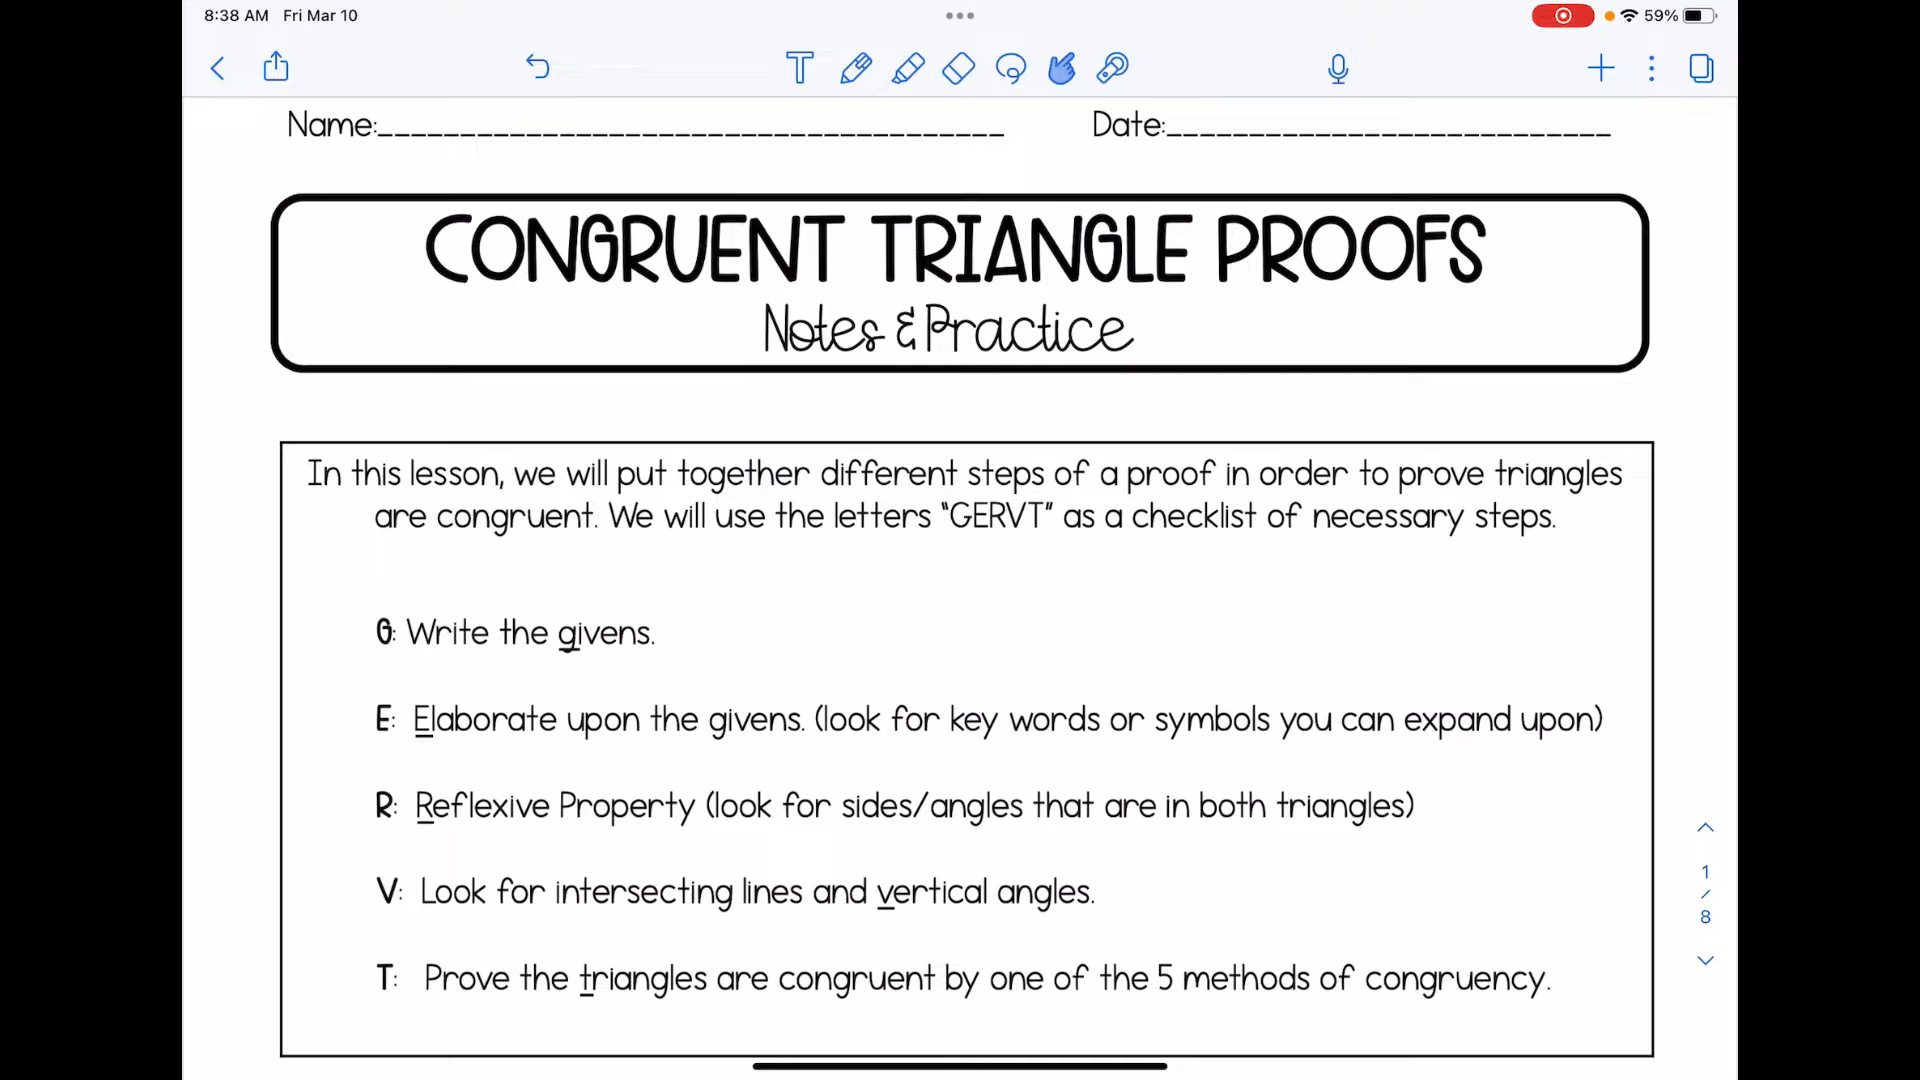 8:38 AM Fri Mar 10
59%
Name:______________________________________ Date:___________________________
CONGRUENT TRIANGLE PROOFS
Notes & Practice
In this lesson, we will put together different steps of a proof in order to prove triangles
are congruent. We will use the letters "GERVT" as a checklist of necessary steps.
G: Write the givens.
E: Elaborate upon the givens. (look for key words or symbols you can expand upon)
R: Reflexive Property (look for sides/angles that are in both triangles)
V: Look for intersecting lines and vertical angles.
T: Prove the triangles are congruent by one of the 5 methods of congruency.
1
/
8